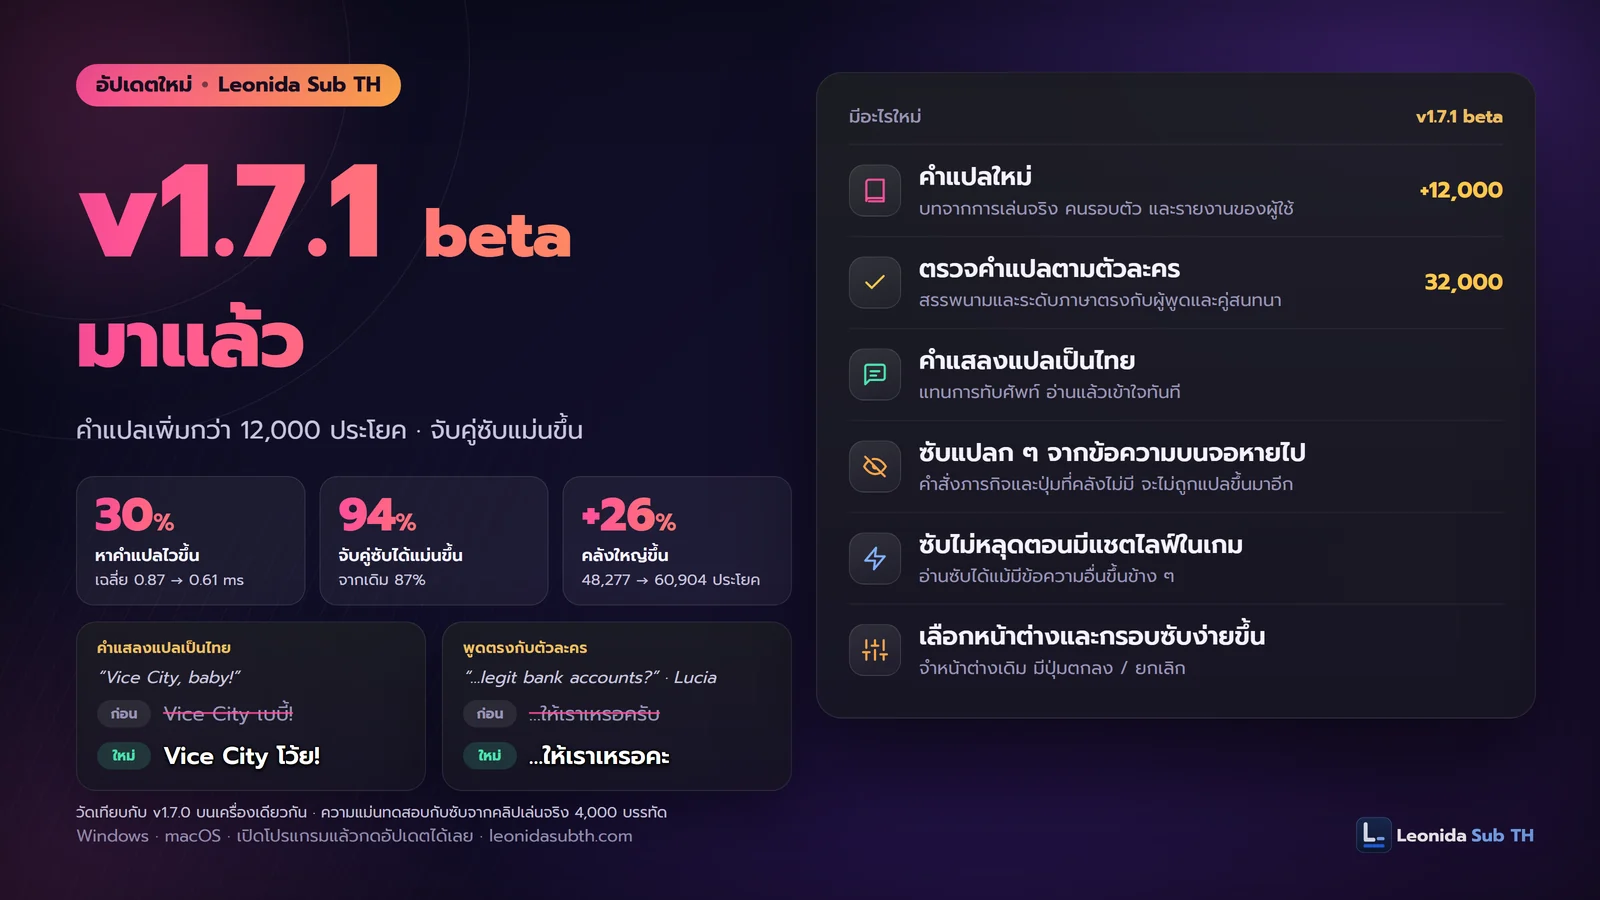 อัปเดตใหม่ • Leonida Sub TH
v1.7.1 beta
มาแล้ว
คำแปลเพิ่มกว่า 12,000 ประโยค · จับคู่ซับแม่นขึ้น
30%
หาคำแปลไวขึ้น
เฉลี่ย 0.87 → 0.61 ms
94%
จับคู่ซับได้แม่นขึ้น
จากเดิม 87%
+26%
คลังใหญ่ขึ้น
48,277 → 60,904 ประโยค
คำแสลงแปลเป็นไทย
“Vice City, baby!”
ก่อน Vice City เบบี้!
ใหม่ Vice City โว้ย!
พูดตรงกับตัวละคร
“...legit bank accounts?” · Lucia
ก่อน ...ให้เราเหรอครับ
ใหม่ ...ให้เราเหรอคะ
วัดเทียบกับ v1.7.0 บนเครื่องเดียวกัน · ความแม่นทดสอบกับซับจากคลิปเล่นจริง 4,000 บรรทัด
Windows · macOS · เปิดโปรแกรมแล้วกดอัปเดตได้เลย · leonidasubth.com
มีอะไรใหม่ v1.7.1 beta
คำแปลใหม่ +12,000
บทจากการเล่นจริง คนรอบตัว และรายงานของผู้ใช้
ตรวจคำแปลตามตัวละคร 32,000
สรรพนามและระดับภาษาตรงกับผู้พูดและคู่สนทนา
คำแสลงแปลเป็นไทย
แทนการทับศัพท์ อ่านแล้วเข้าใจทันที
ซับแปลก ๆ จากข้อความบนจอหายไป
คำสั่งภารกิจและปุ่มที่คลังไม่มี จะไม่ถูกแปลขึ้นมาอีก
ซับไม่หลุดตอนมีแชตไลฟ์ในเกม
อ่านซับได้แม้มีข้อความอื่นขึ้นข้าง ๆ
เลือกหน้าต่างและกรอบซับง่ายขึ้น
จำหน้าต่างเดิม มีปุ่มตกลง / ยกเลิก
L Leonida Sub TH